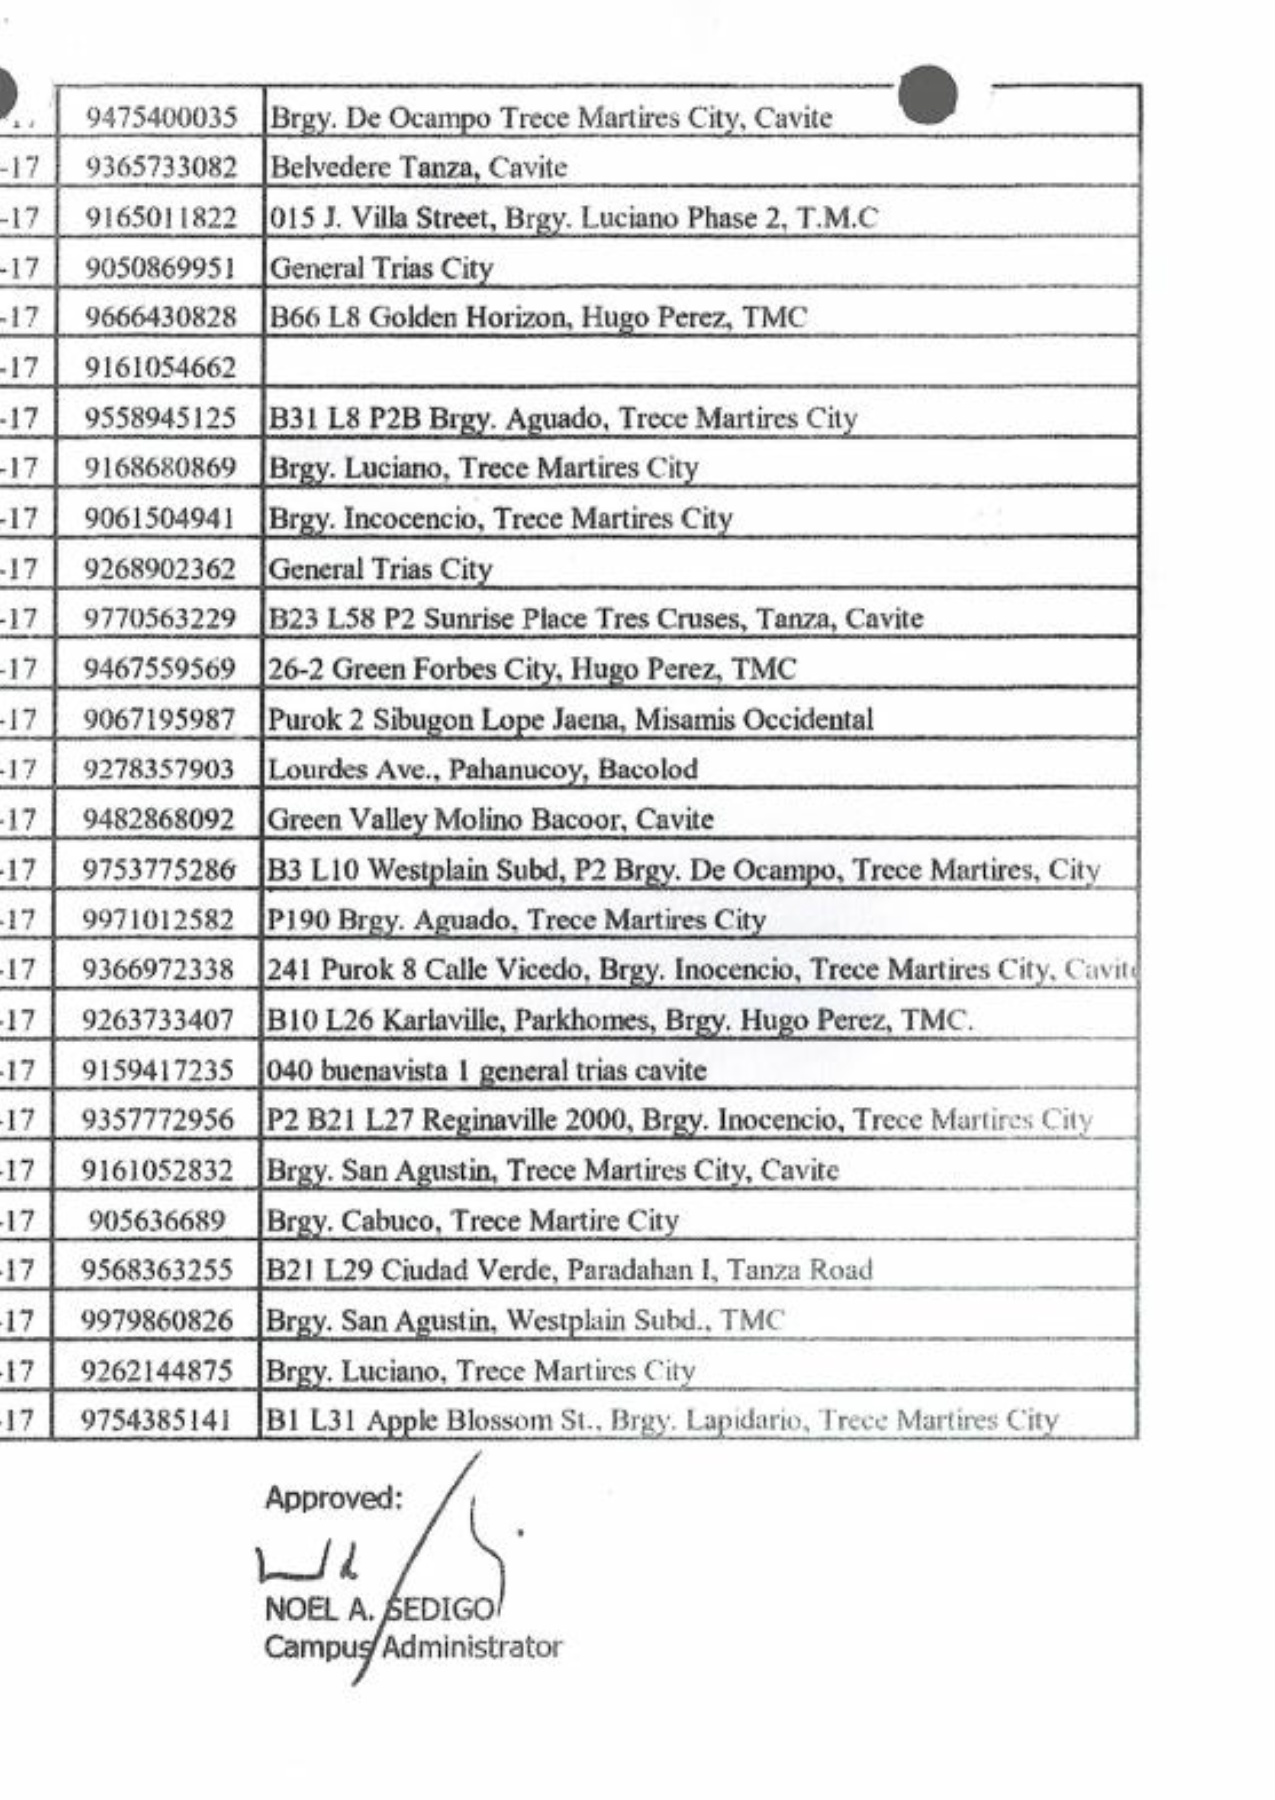 9475400035 Brgy. De Ocampo Trece Martires City, Cavite
-17 9365733082 Belvedere Tanza, Cavite
-17 9165011822 015 J. Villa Street, Brgy. Luciano Phase 2, T.M.C
-17 9050869951 General Trias City
-17 9666430828 B66 L8 Golden Horizon, Hugo Perez, TMC
-17 9161054662
-17 9558945125 B31 L8 P2B Brgy. Aguado, Trece Martires City
-17 9168680869 Brgy. Luciano, Trece Martires City
-17 9061504941 Brgy. Incocencio, Trece Martires City
-17 9268902362 General Trias City
-17 9770563229 B23 L58 P2 Sunrise Place Tres Cruses, Tanza, Cavite
-17 9467559569 26-2 Green Forbes City, Hugo Perez, TMC
-17 9067195987 Purok 2 Sibugon Lope Jaena, Misamis Occidental
-17 9278357903 Lourdes Ave., Pahanucoy, Bacolod
-17 9482868092 Green Valley Molino Bacoor, Cavite
-17 9753775286 B3 L10 Westplain Subd, P2 Brgy. De Ocampo, Trece Martires, City
-17 9971012582 P190 Brgy. Aguado, Trece Martires City
-17 9366972338 241 Purok 8 Calle Vicedo, Brgy. Inocencio, Trece Martires City, Cavite
-17 9263733407 B10 L26 Karlaville, Parkhomes, Brgy. Hugo Perez, TMC.
-17 9159417235 040 buenavista 1 general trias cavite
-17 9357772956 P2 B21 L27 Reginaville 2000, Brgy. Inocencio, Trece Martires City
-17 9161052832 Brgy. San Agustin, Trece Martires City, Cavite
-17 905636689 Brgy. Cabuco, Trece Martire City
-17 9568363255 B21 L29 Ciudad Verde, Paradahan I, Tanza Road
-17 9979860826 Brgy. San Agustin, Westplain Subd., TMC
-17 9262144875 Brgy. Luciano, Trece Martires City
-17 9754385141 B1 L31 Apple Blossom St., Brgy. Lapidario, Trece Martires City
Approved:
NOEL A. SEDIGO
Campus Administrator